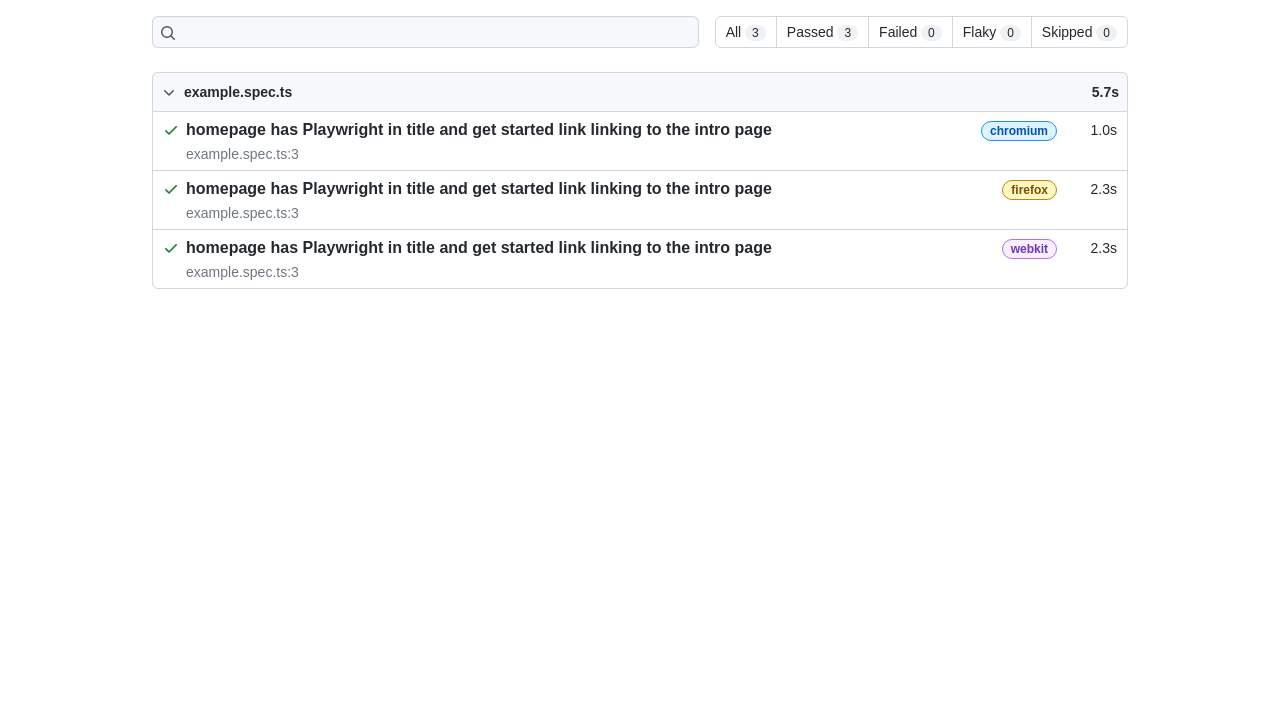 All 3 Passed 3 Failed 0 Flaky 0 Skipped 0
example.spec.ts 5.7s
homepage has Playwright in title and get started link linking to the intro page chromium 1.0s
example.spec.ts:3
homepage has Playwright in title and get started link linking to the intro page firefox 2.3s
example.spec.ts:3
homepage has Playwright in title and get started link linking to the intro page webkit 2.3s
example.spec.ts:3